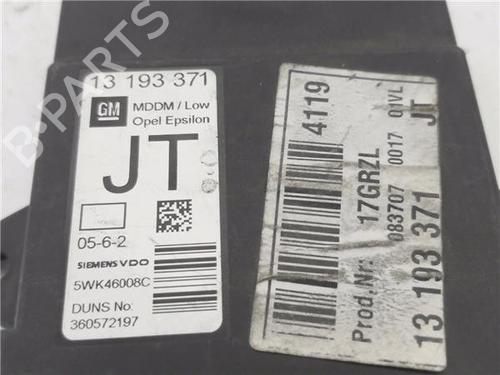 B-PARTS
13 193 371
GM
MDDM / Low
Opel Epsilon
JT
05-6-2
SIEMENS VDO
5WK46008C
DUNS No:
360572197
4119
Prod.Nr: 17GRZL
083707 0017 01VL
13 193 371 JT